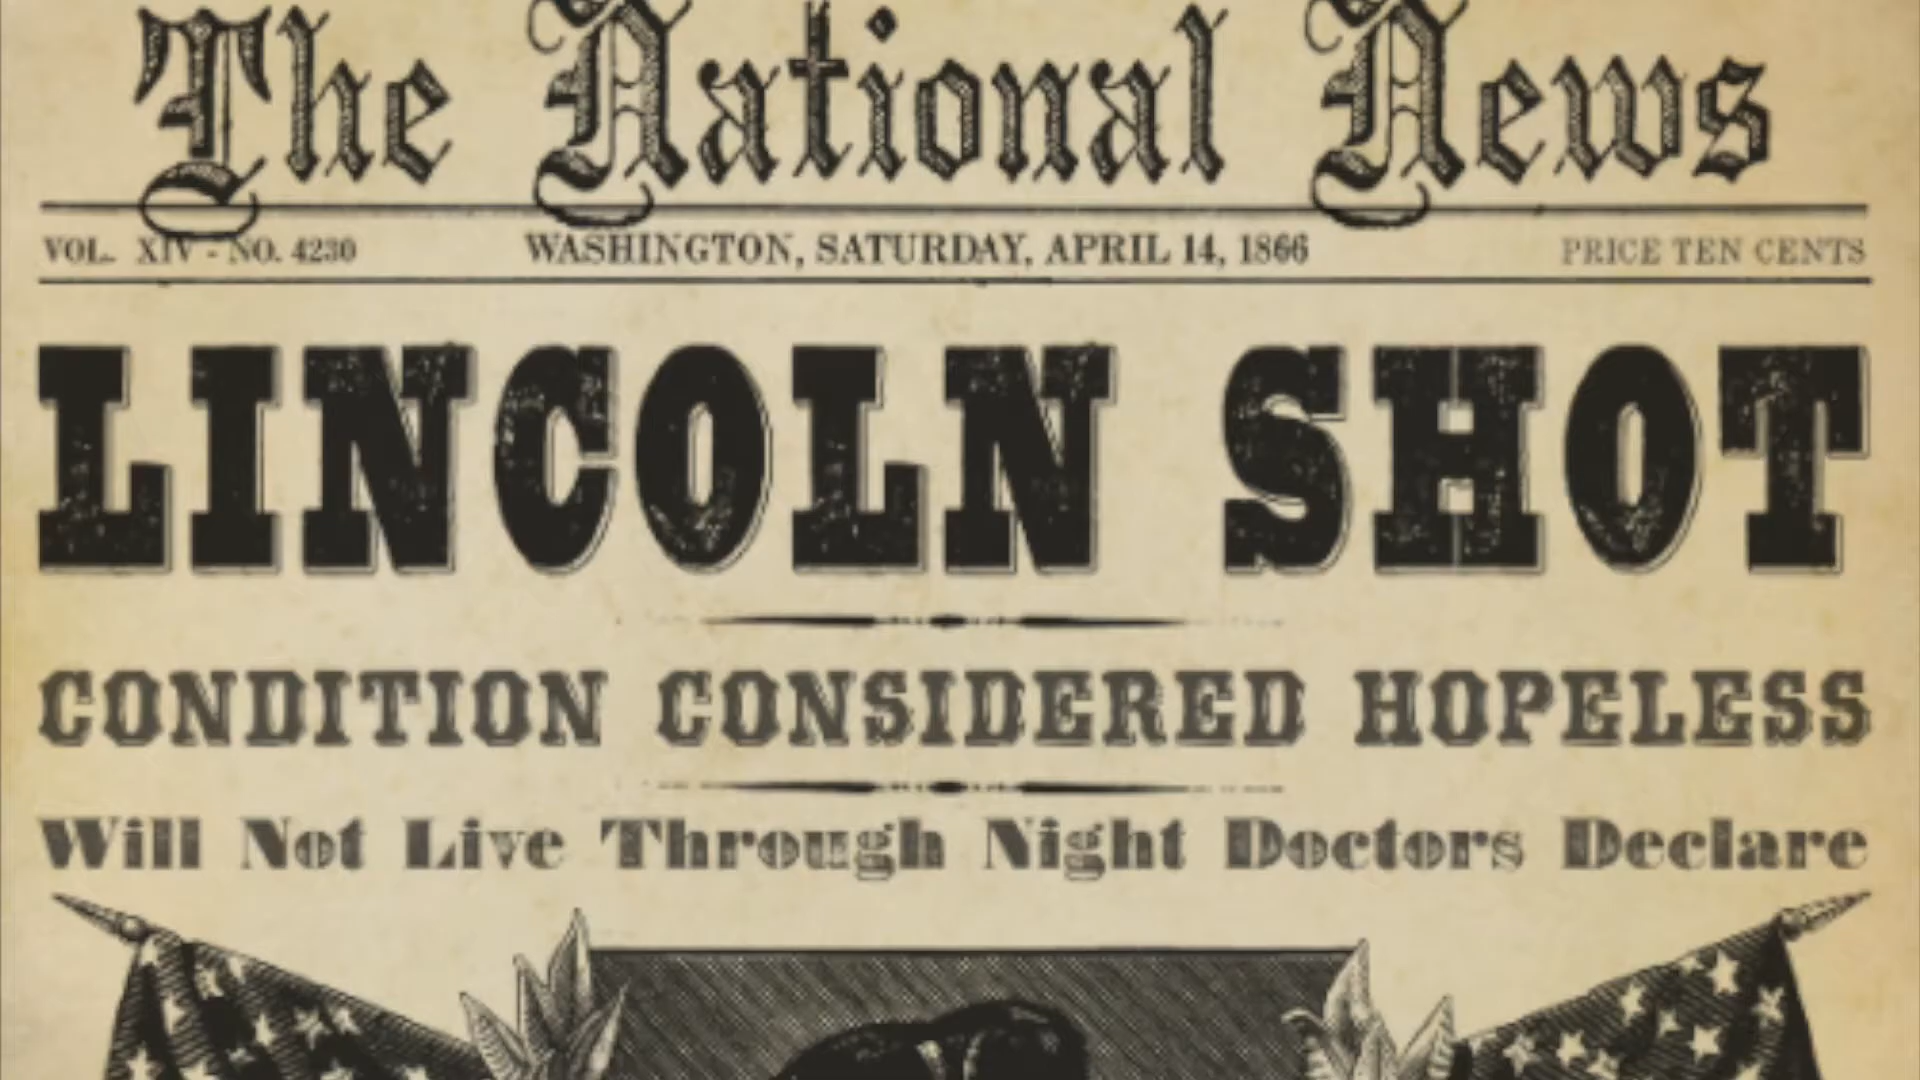 The National News
VOL. XIV - NO. 4230 WASHINGTON, SATURDAY, APRIL 14, 1866 PRICE TEN CENTS
LINCOLN SHOT
CONDITION CONSIDERED HOPELESS
Will Not Live Through Night Doctors Declare